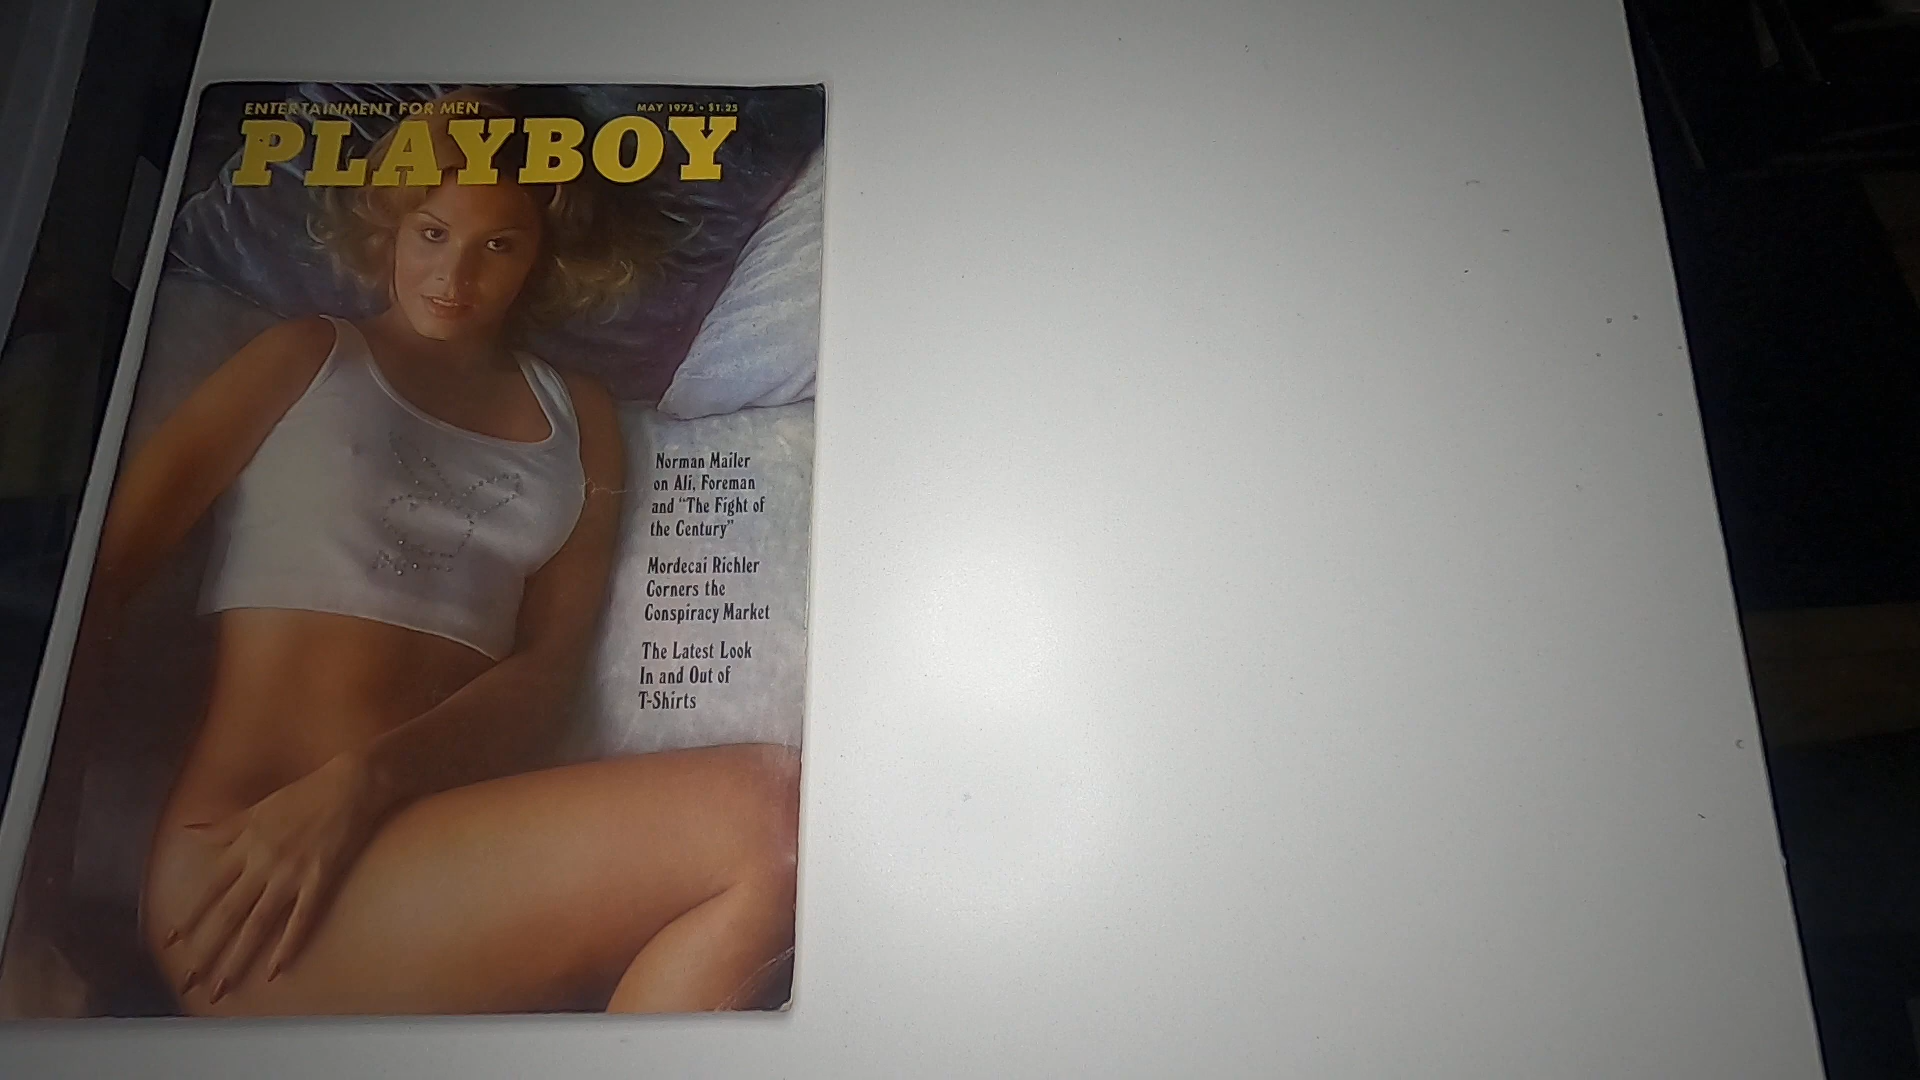 ENTERTAINMENT FOR MEN
MAY 1975 • $1.25
PLAYBOY
Norman Mailer
on Ali, Foreman
and “The Fight of
the Century”
Mordecai Richler
Corners the
Conspiracy Market
The Latest Look
In and Out of
T-Shirts